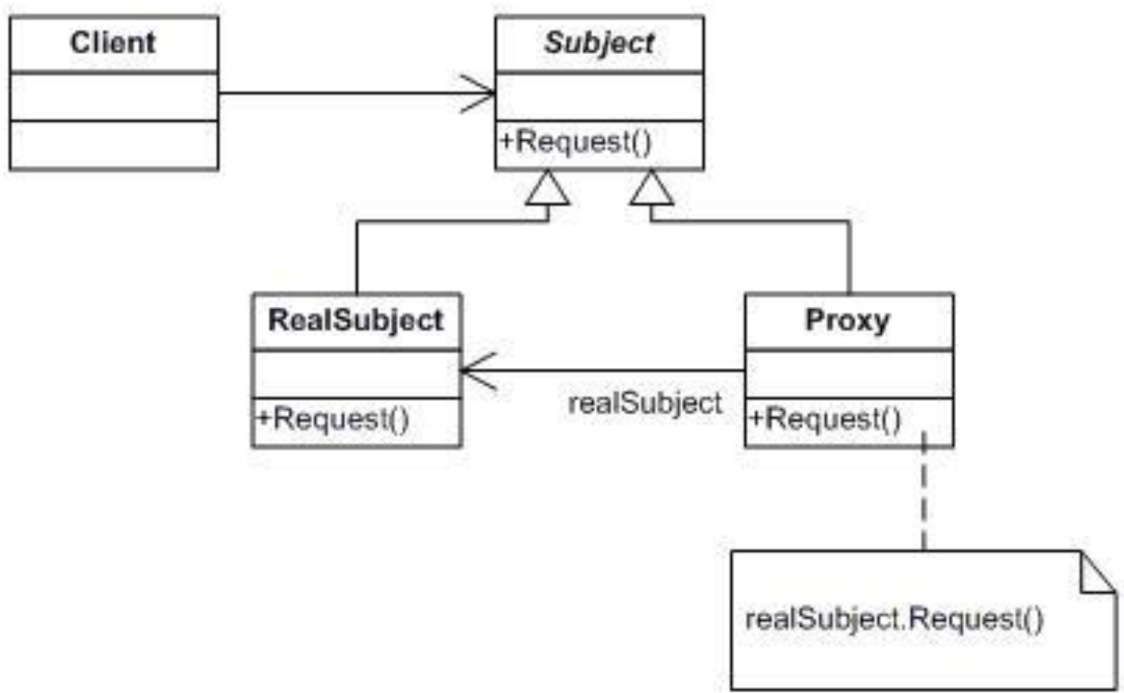 Client
Subject
+Request()
RealSubject
Proxy
realSubject
+Request()
+Request()
realSubject.Request()